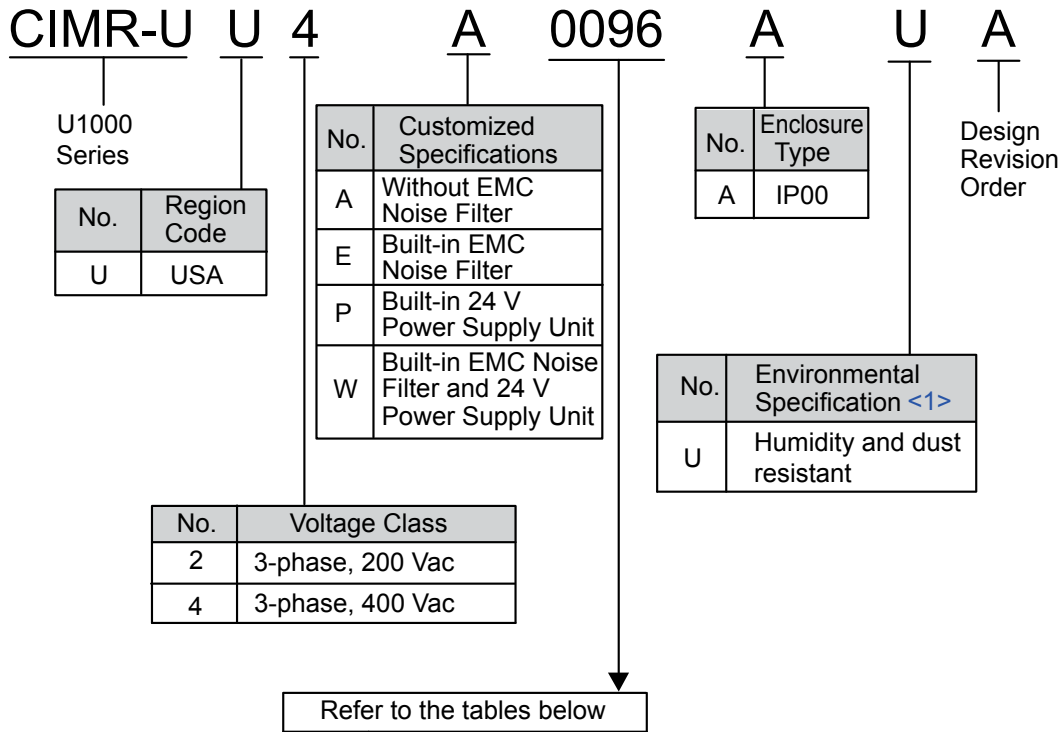 CIMR-U U 4 A 0096 A U A
U1000
Series
No. Region
Code
U USA
No. Customized
Specifications
A Without EMC
Noise Filter
E Built-in EMC
Noise Filter
P Built-in 24 V
Power Supply Unit
W Built-in EMC Noise
Filter and 24 V
Power Supply Unit
No. Enclosure
Type
A IP00
Design
Revision
Order
No. Environmental
Specification <1>
U Humidity and dust
resistant
No. Voltage Class
2 3-phase, 200 Vac
4 3-phase, 400 Vac
Refer to the tables below